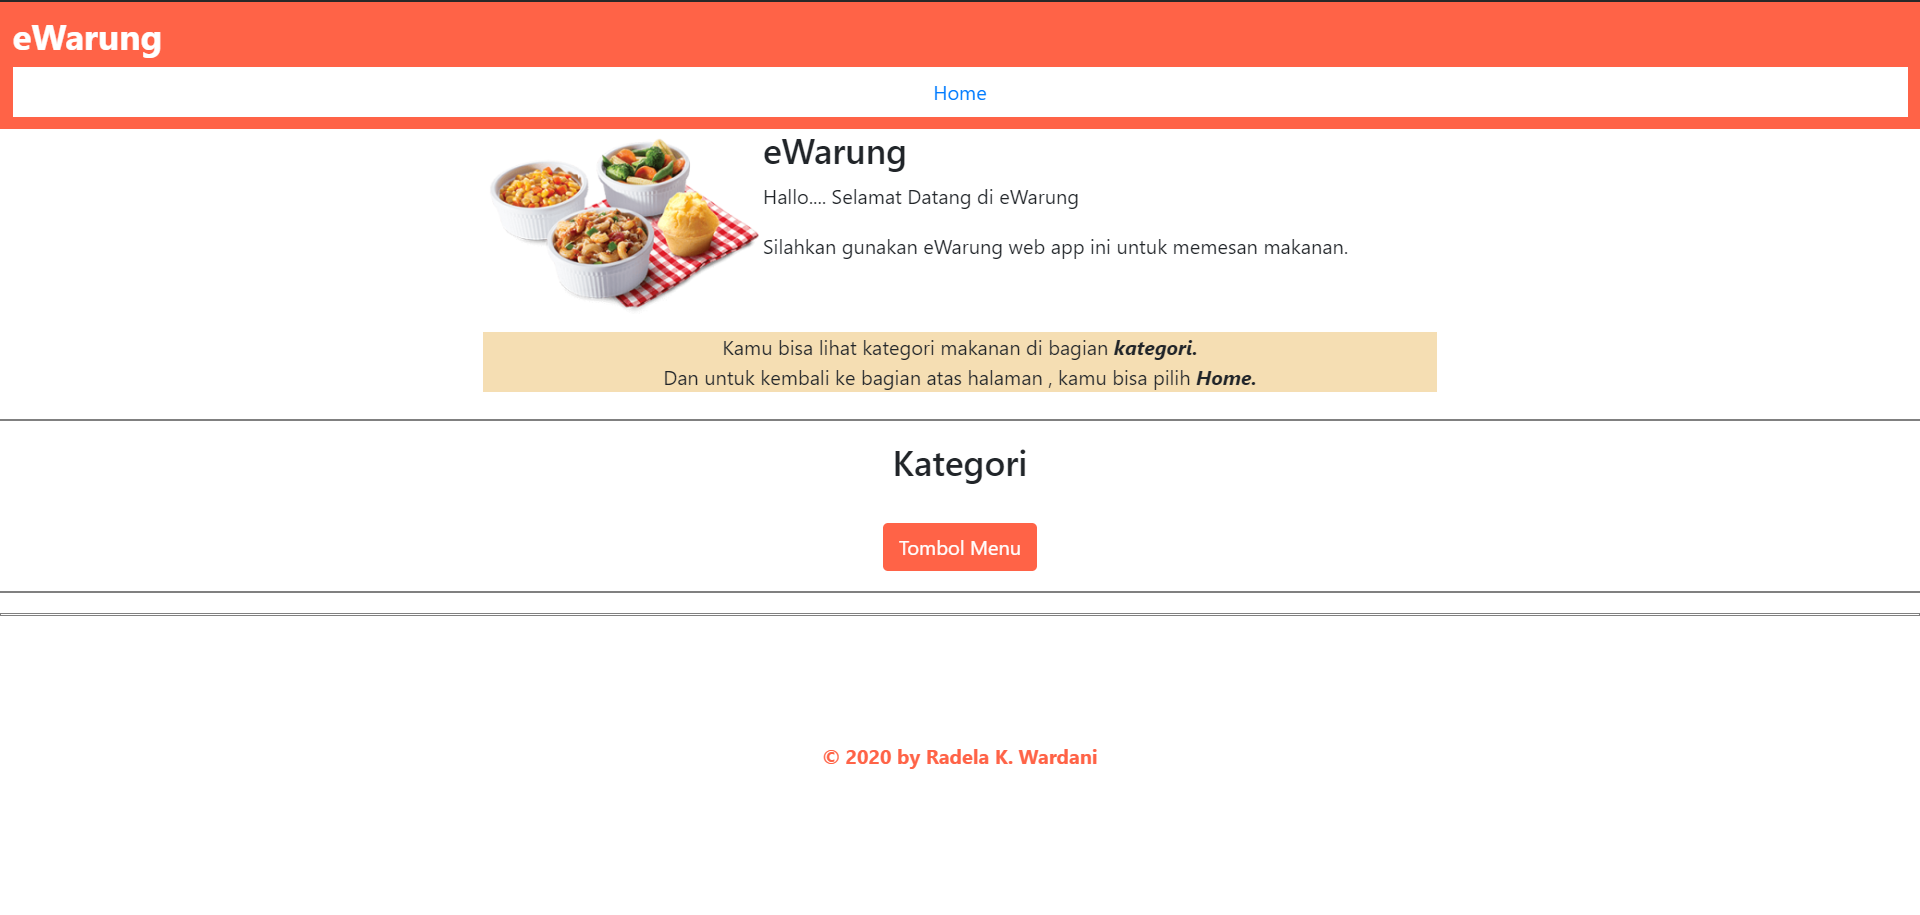 eWarung
Home
eWarung
Hallo.... Selamat Datang di eWarung
Silahkan gunakan eWarung web app ini untuk memesan makanan.
Kamu bisa lihat kategori makanan di bagian kategori.
Dan untuk kembali ke bagian atas halaman , kamu bisa pilih Home.
Kategori
Tombol Menu
© 2020 by Radela K. Wardani